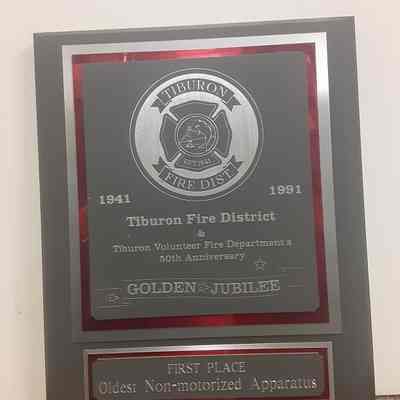 TIBURON
EST 1941
FIRE DIST.
1941 1991
Tiburon Fire District
&
Tiburon Volunteer Fire Department s
50th Anniversary
GOLDEN JUBILEE
FIRST PLACE
Oldest Non-motorized Apparatus